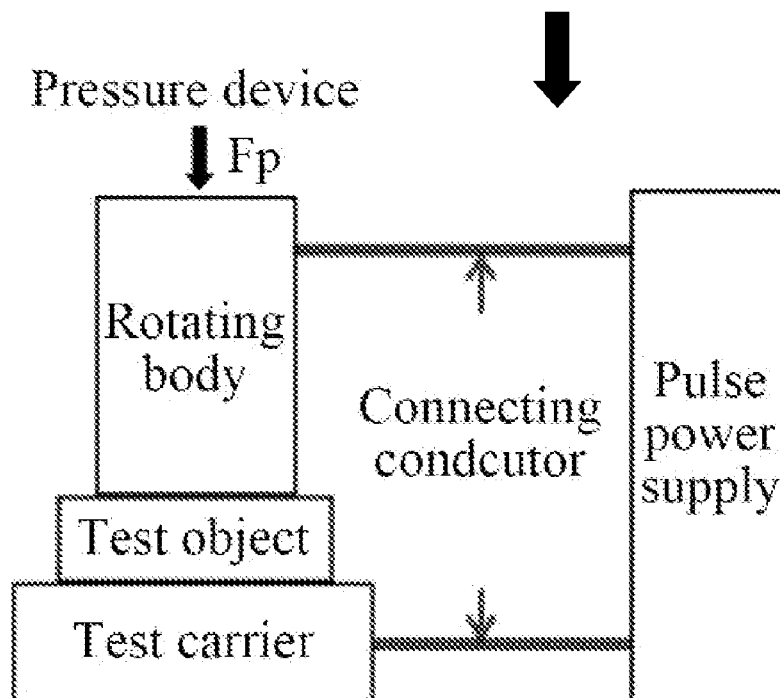 Pressure device
Fp
Rotating
body
Connecting
condcutor
Pulse
power
supply
Test object
Test carrier